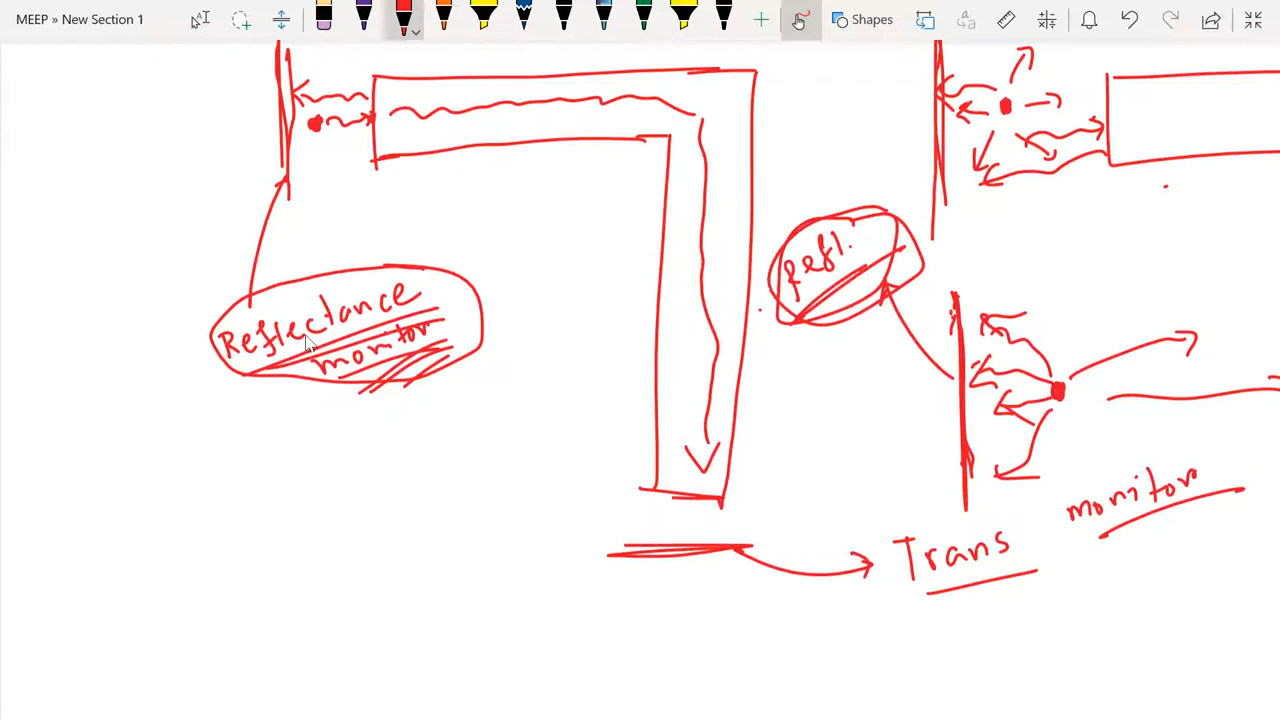 MEEP » New Section 1
Shapes
Refl.
Reflectance
monitor
monitor
Trans